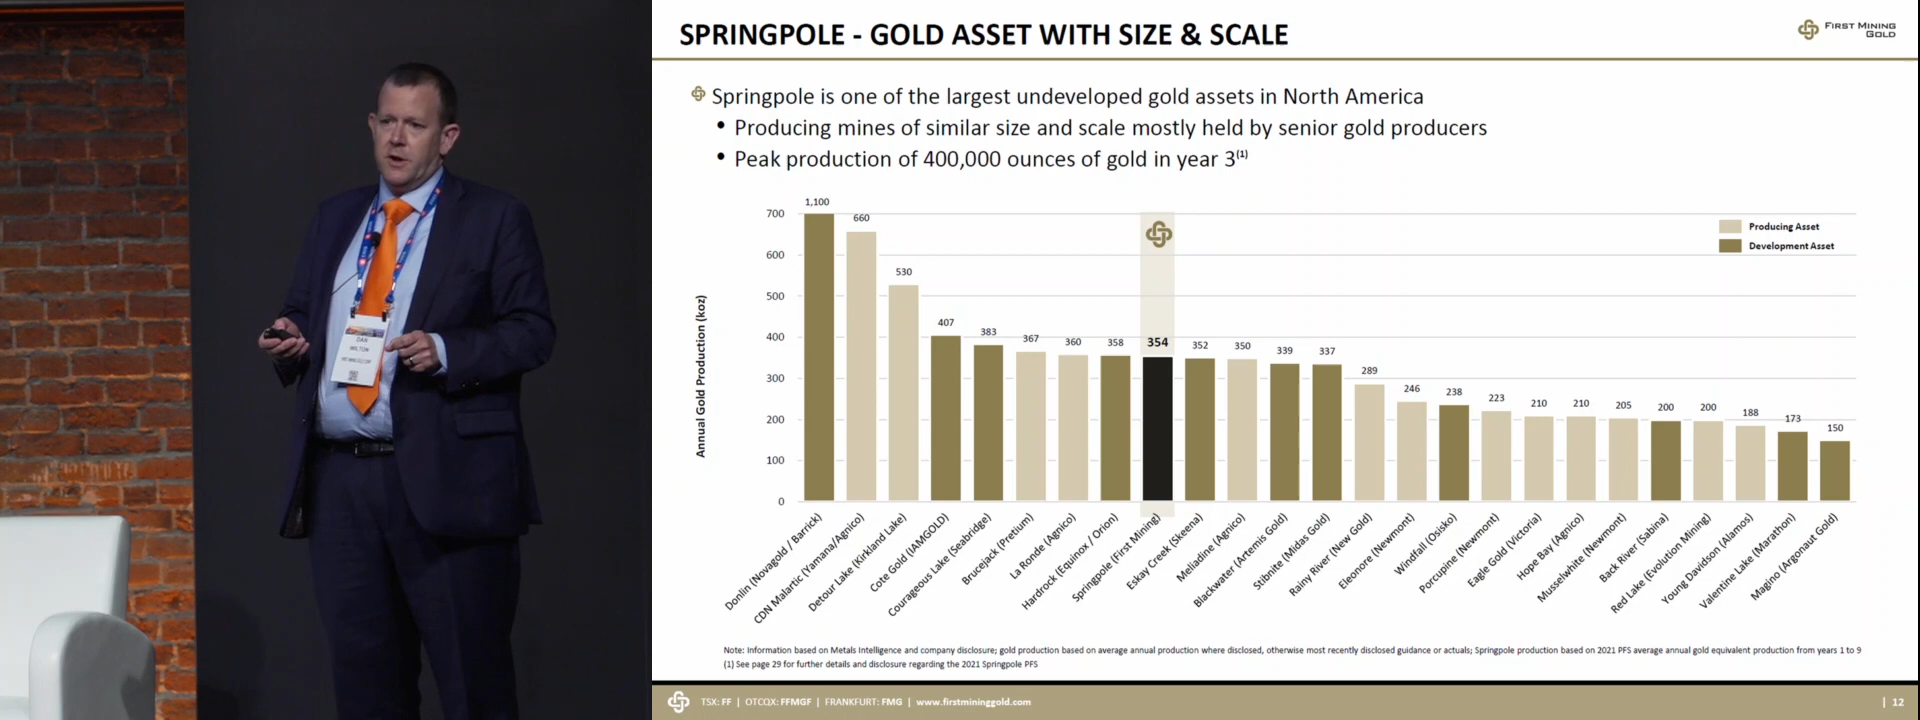 DAN
WILTON
SPRINGPOLE - GOLD ASSET WITH SIZE & SCALE
FIRST MINING
GOLD
Springpole is one of the largest undeveloped gold assets in North America
• Producing mines of similar size and scale mostly held by senior gold producers
• Peak production of 400,000 ounces of gold in year 3(1)
Annual Gold Production (koz)
700
600
500
400
300
200
100
0
1,100
660
530
407
383
367
360
358
354
352
350
339
337
289
246
238
223
210
210
205
200
200
188
173
150
Producing Asset
Development Asset
Donlin (Novagold / Barrick)
CDN Malartic (Yamana/Agnico)
Detour Lake (Kirkland Lake)
Cote Gold (IAMGOLD)
Courageous Lake (Seabridge)
Brucejack (Pretium)
La Ronde (Agnico)
Hardrock (Equinox / Orion)
Springpole (First Mining)
Eskay Creek (Skeena)
Meliadine (Agnico)
Blackwater (Artemis Gold)
Stibnite (Midas Gold)
Rainy River (New Gold)
Eleonore (Newmont)
Windfall (Osisko)
Porcupine (Newmont)
Eagle Gold (Victoria)
Hope Bay (Agnico)
Musselwhite (Newmont)
Back River (Sabina)
Red Lake (Evolution Mining)
Young Davidson (Alamos)
Valentine Lake (Marathon)
Magino (Argonaut Gold)
Note: Information based on Metals Intelligence and company disclosure; gold production based on average annual production where disclosed, otherwise most recently disclosed guidance or actuals; Springpole production based on 2021 PFS average annual gold equivalent production from years 1 to 9
(1) See page 29 for further details and disclosure regarding the 2021 Springpole PFS
TSX: FF | OTCQX: FFMGF | FRANKFURT: FMG | www.firstmininggold.com
| 12